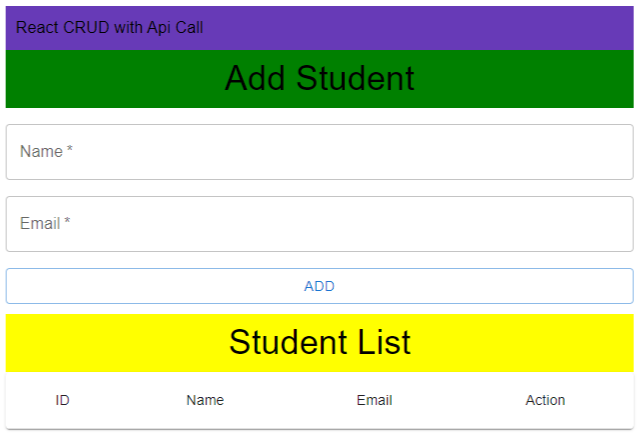 React CRUD with Api Call
Add Student
Name *
Email *
ADD
Student List
ID Name Email Action